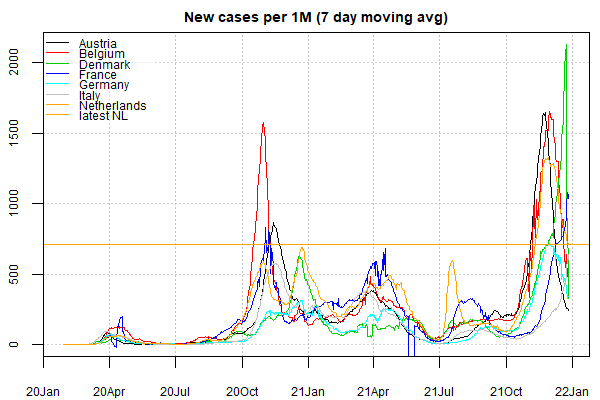 New cases per 1M (7 day moving avg)
Austria
Belgium
Denmark
France
Germany
Italy
Netherlands
latest NL
2000
1500
1000
500
0
20Jan 20Apr 20Jul 20Oct 21Jan 21Apr 21Jul 21Oct 22Jan